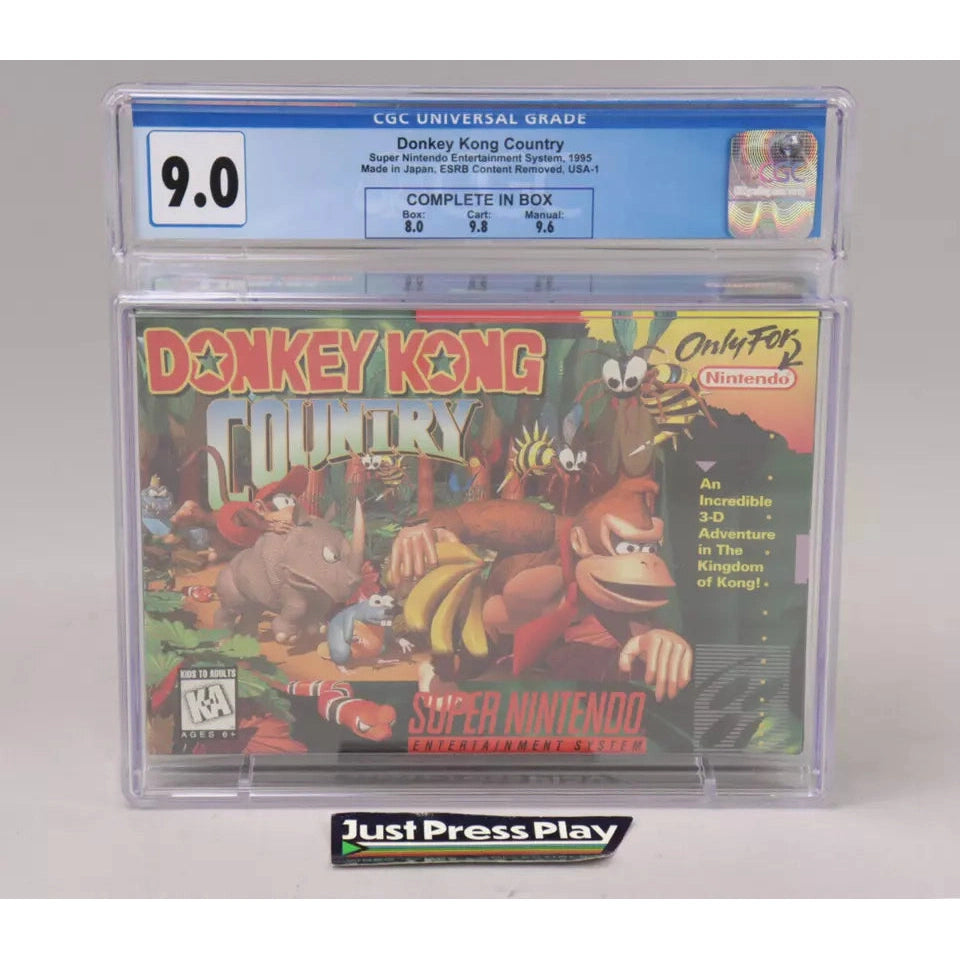 CGC UNIVERSAL GRADE
9.0
Donkey Kong Country
Super Nintendo Entertainment System, 1995
Made in Japan, ESRB Content Removed, USA-1
COMPLETE IN BOX
Box: Cart: Manual:
8.0 9.8 9.6
CGC
DONKEY KONG
COUNTRY
Only For
Nintendo
An
Incredible
3-D
Adventure
in The
Kingdom
of Kong!
KIDS TO ADULTS
KA
AGES 6+
SUPER NINTENDO
ENTERTAINMENT SYSTEM
Just Press Play